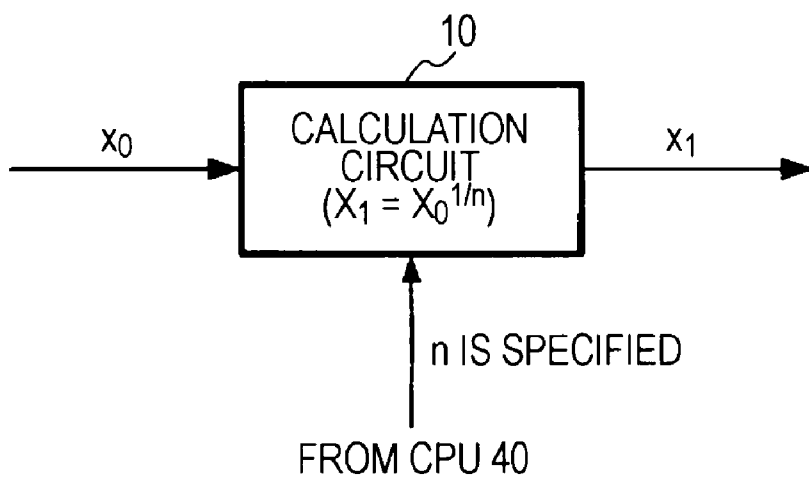 10
x₀
CALCULATION
CIRCUIT
(X₁ = X₀¹/ⁿ)
x₁
n IS SPECIFIED
FROM CPU 40